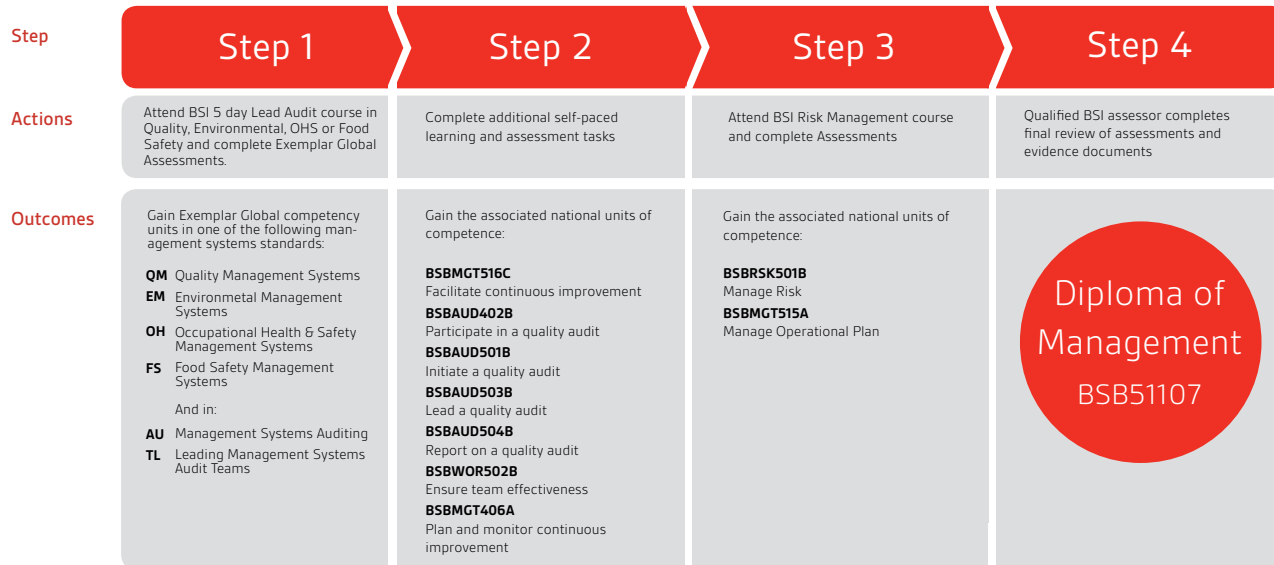 Step
Step 1
Step 2
Step 3
Step 4
Actions
Attend BSI 5 day Lead Audit course in
Quality, Environmental, OHS or Food
Safety and complete Exemplar Global
Assessments.
Complete additional self-paced
learning and assessment tasks
Attend BSI Risk Management course
and complete Assessments
Qualified BSI assessor completes
final review of assessments and
evidence documents
Outcomes
Gain Exemplar Global competency
units in one of the following man-
agement systems standards:
QM Quality Management Systems
EM Environmetal Management
Systems
OH Occupational Health & Safety
Management Systems
FS Food Safety Management
Systems
And in:
AU Management Systems Auditing
TL Leading Management Systems
Audit Teams
Gain the associated national units of
competence:
BSBMGT516C
Facilitate continuous improvement
BSBAUD402B
Participate in a quality audit
BSBAUD501B
Initiate a quality audit
BSBAUD503B
Lead a quality audit
BSBAUD504B
Report on a quality audit
BSBWOR502B
Ensure team effectiveness
BSBMGT406A
Plan and monitor continuous
improvement
Gain the associated national units of
competence:
BSBRSK501B
Manage Risk
BSBMGT515A
Manage Operational Plan
Diploma of
Management
BSB51107